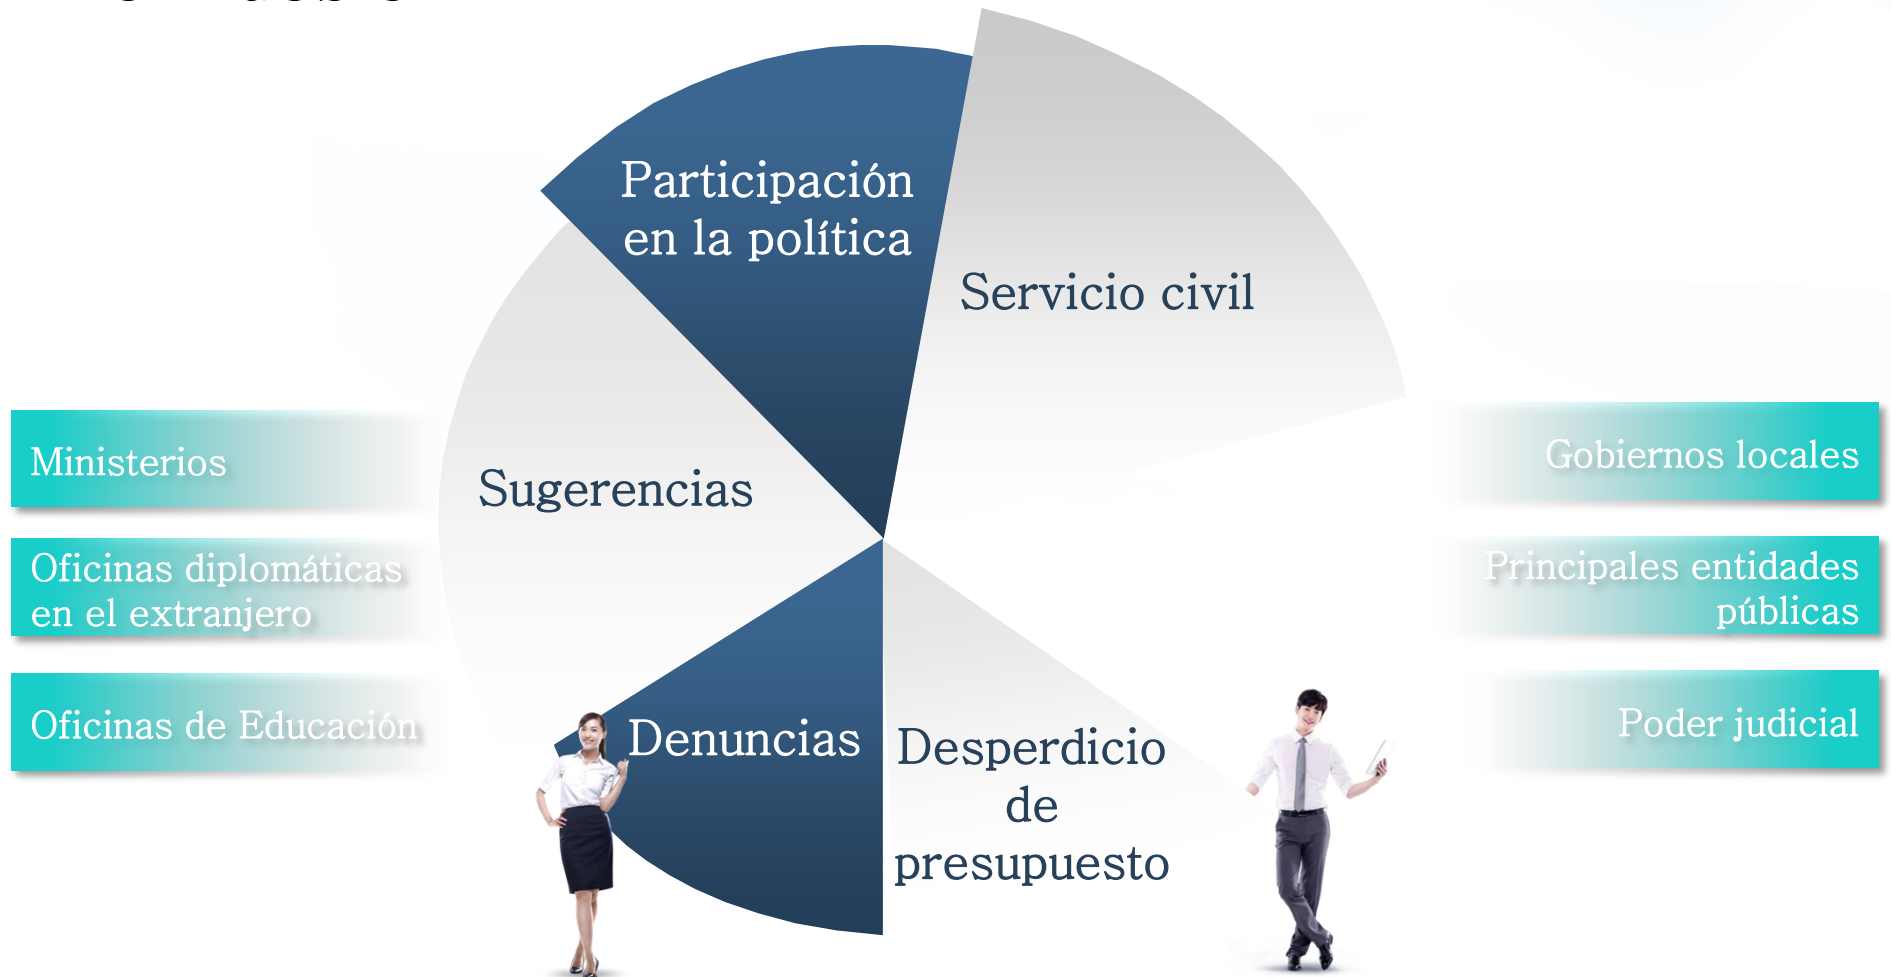 Participación
en la política
Servicio civil
Sugerencias
Denuncias
Desperdicio
de
presupuesto
Ministerios
Oficinas diplomáticas
en el extranjero
Oficinas de Educación
Gobiernos locales
Principales entidades
públicas
Poder judicial